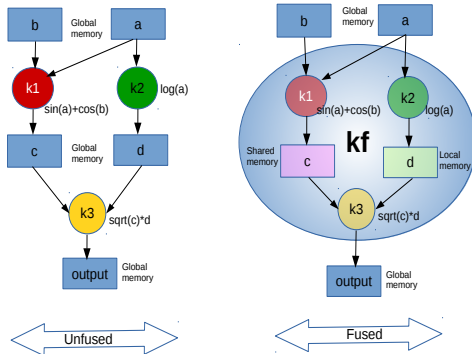 b
Global
memory
a
k1
k2
log(a)
sin(a)+cos(b)
c
Global
memory
d
k3
sqrt(c)*d
output
Global
memory
Unfused
b
Global
memory
a
k1
k2
sin(a)+cos(b)
log(a)
kf
Shared
memory
c
d
Local
memory
k3
sqrt(c)*d
output
Global
memory
Fused